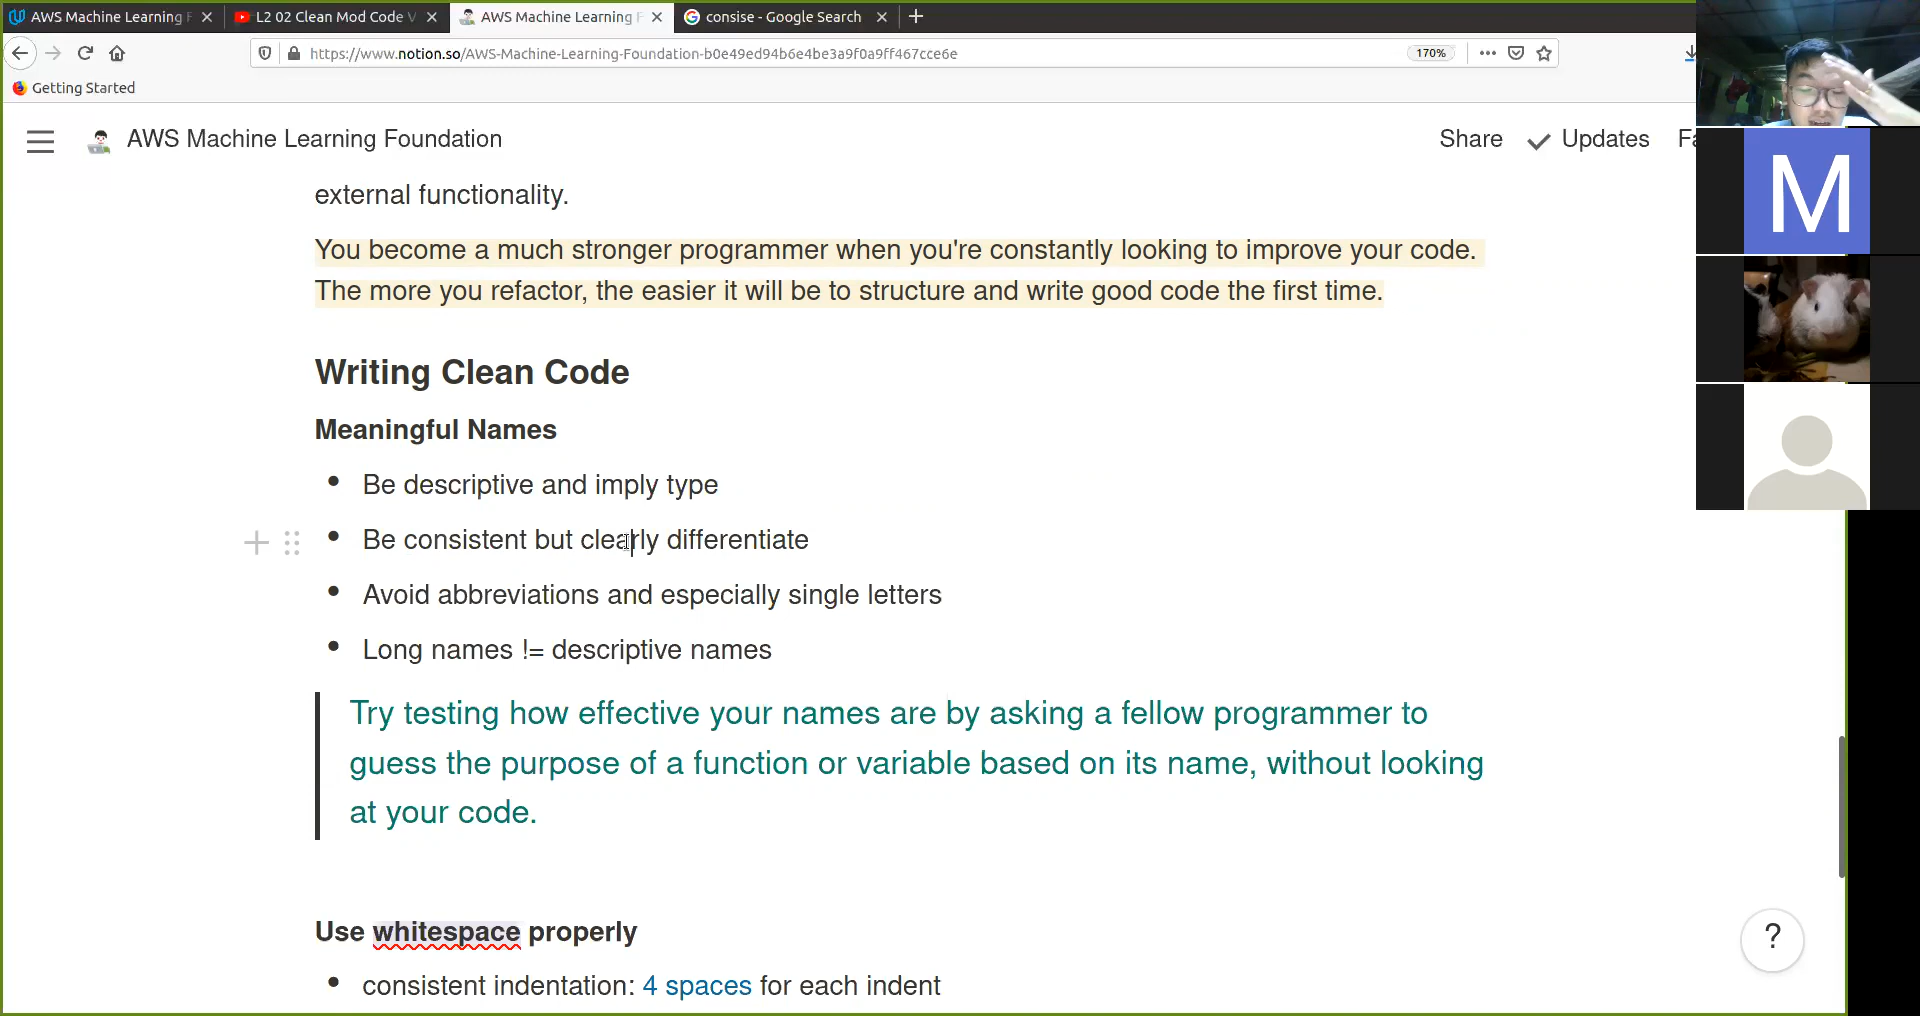 AWS Machine Learning F
L2 02 Clean Mod Code V
AWS Machine Learning F
consise - Google Search
https://www.notion.so/AWS-Machine-Learning-Foundation-b0e49ed94b6e4be3a9f0a9ff467cce6e
170%
Getting Started
AWS Machine Learning Foundation
Share
Updates
Fa
external functionality.
You become a much stronger programmer when you're constantly looking to improve your code.
The more you refactor, the easier it will be to structure and write good code the first time.
Writing Clean Code
Meaningful Names
• Be descriptive and imply type
• Be consistent but clearly differentiate
• Avoid abbreviations and especially single letters
• Long names != descriptive names
Try testing how effective your names are by asking a fellow programmer to
guess the purpose of a function or variable based on its name, without looking
at your code.
Use whitespace properly
• consistent indentation: 4 spaces for each indent
?
M